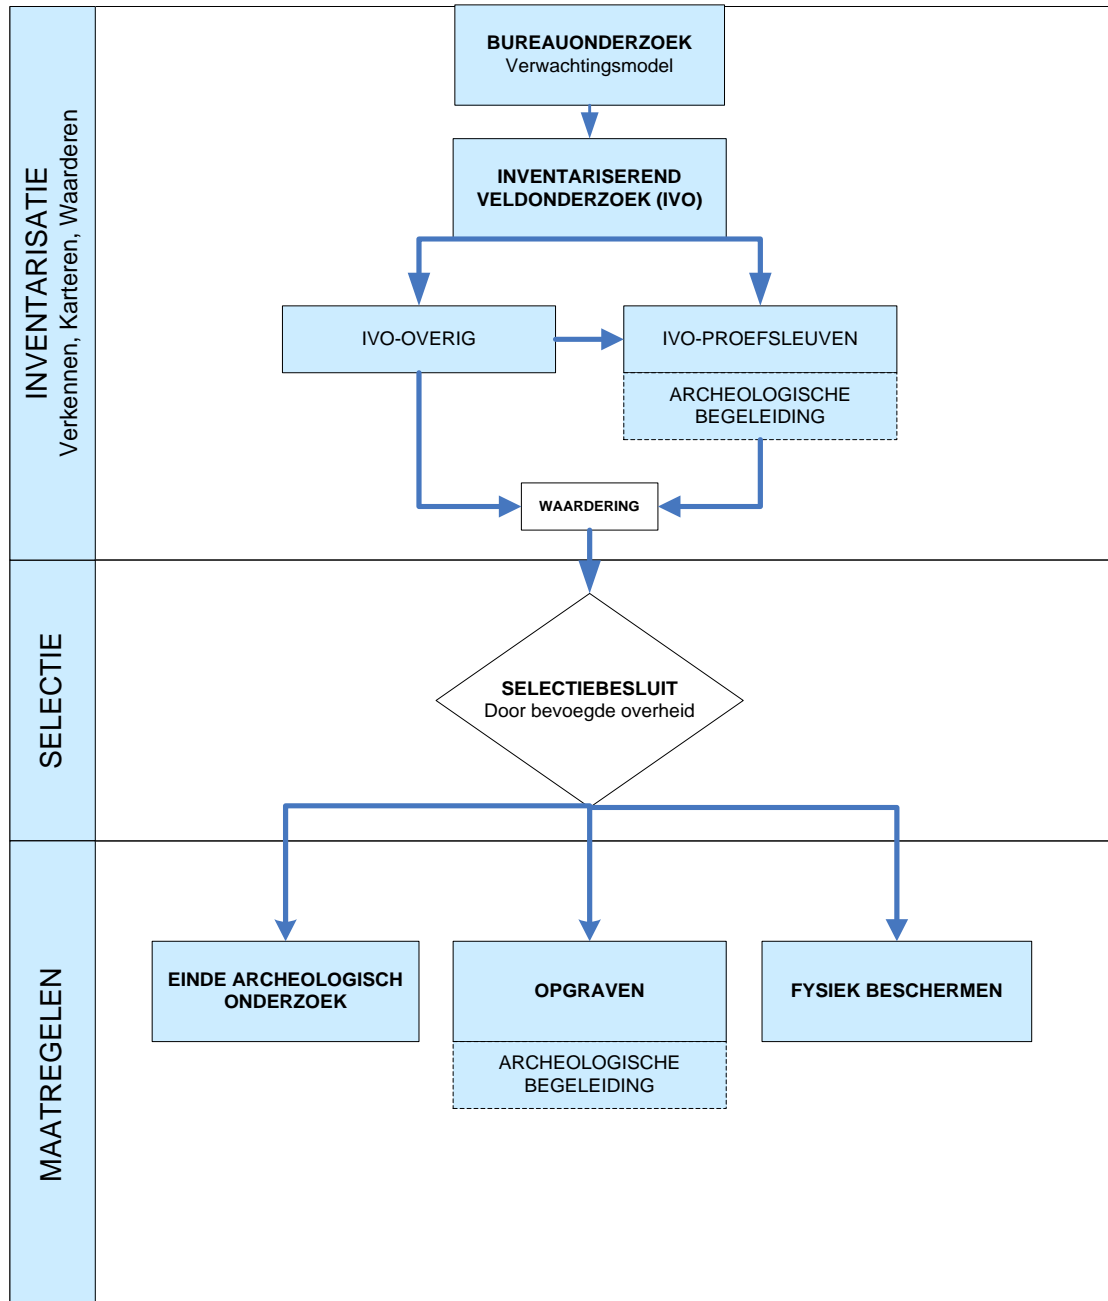 INVENTARISATIE
Verkennen, Karteren, Waarderen
BUREAUONDERZOEK
Verwachtingsmodel
INVENTARISEREND
VELDONDERZOEK (IVO)
IVO-OVERIG
IVO-PROEFSLEUVEN
ARCHEOLOGISCHE
BEGELEIDING
WAARDERING
SELECTIE
SELECTIEBESLUIT
Door bevoegde overheid
MAATREGELEN
EINDE ARCHEOLOGISCH
ONDERZOEK
OPGRAVEN
ARCHEOLOGISCHE
BEGELEIDING
FYSIEK BESCHERMEN